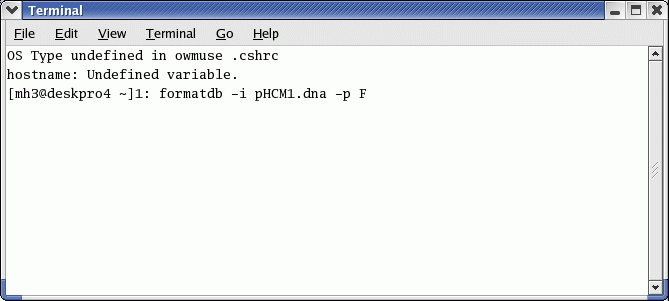 Terminal
File Edit View Terminal Go Help
OS Type undefined in owmuse .cshrc
hostname: Undefined variable.
[mh3@deskpro4 ~]1: formatdb -i pHCM1.dna -p F